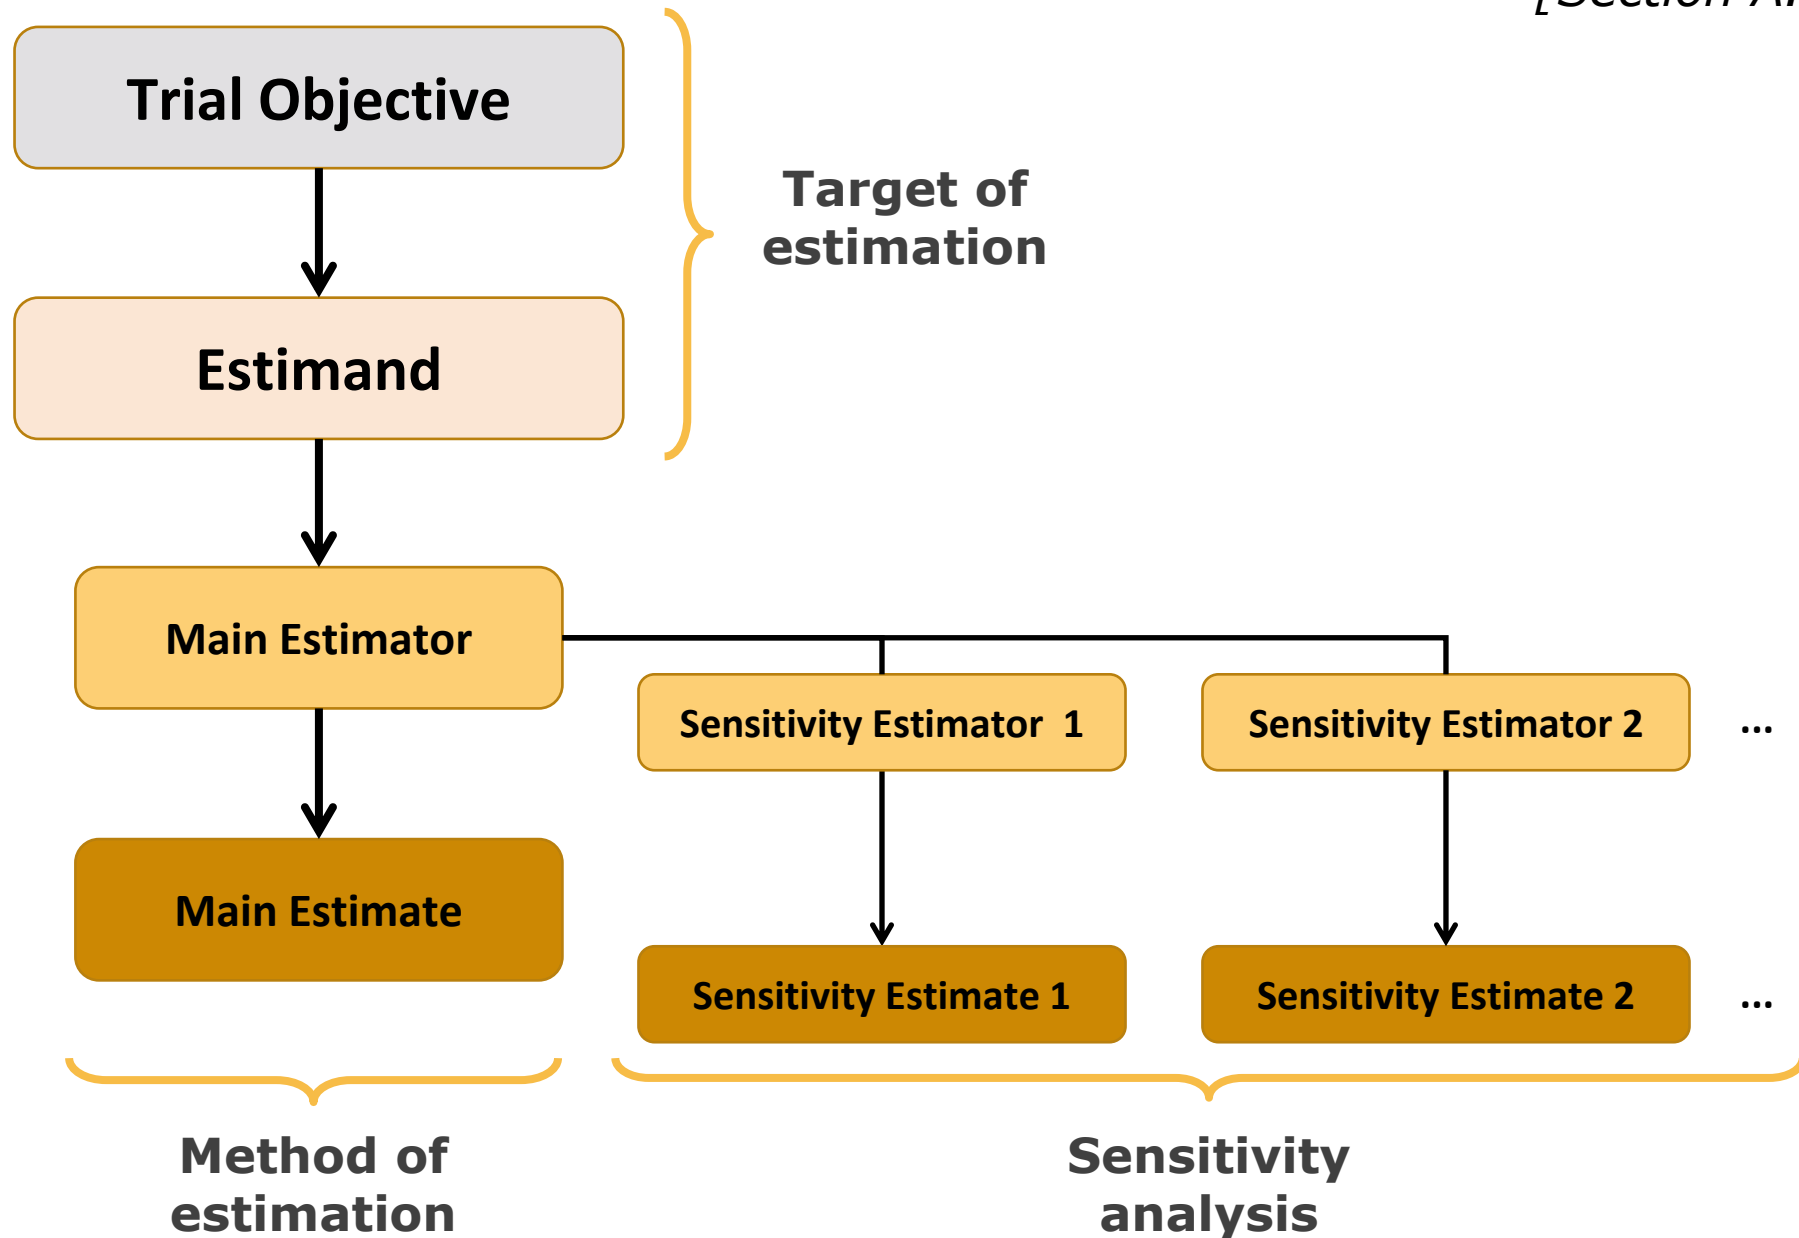 [Section A.
Trial Objective
Target of
estimation
Estimand
Main Estimator
Sensitivity Estimator 1
Sensitivity Estimator 2
...
Main Estimate
Sensitivity Estimate 1
Sensitivity Estimate 2
...
Method of
estimation
Sensitivity
analysis